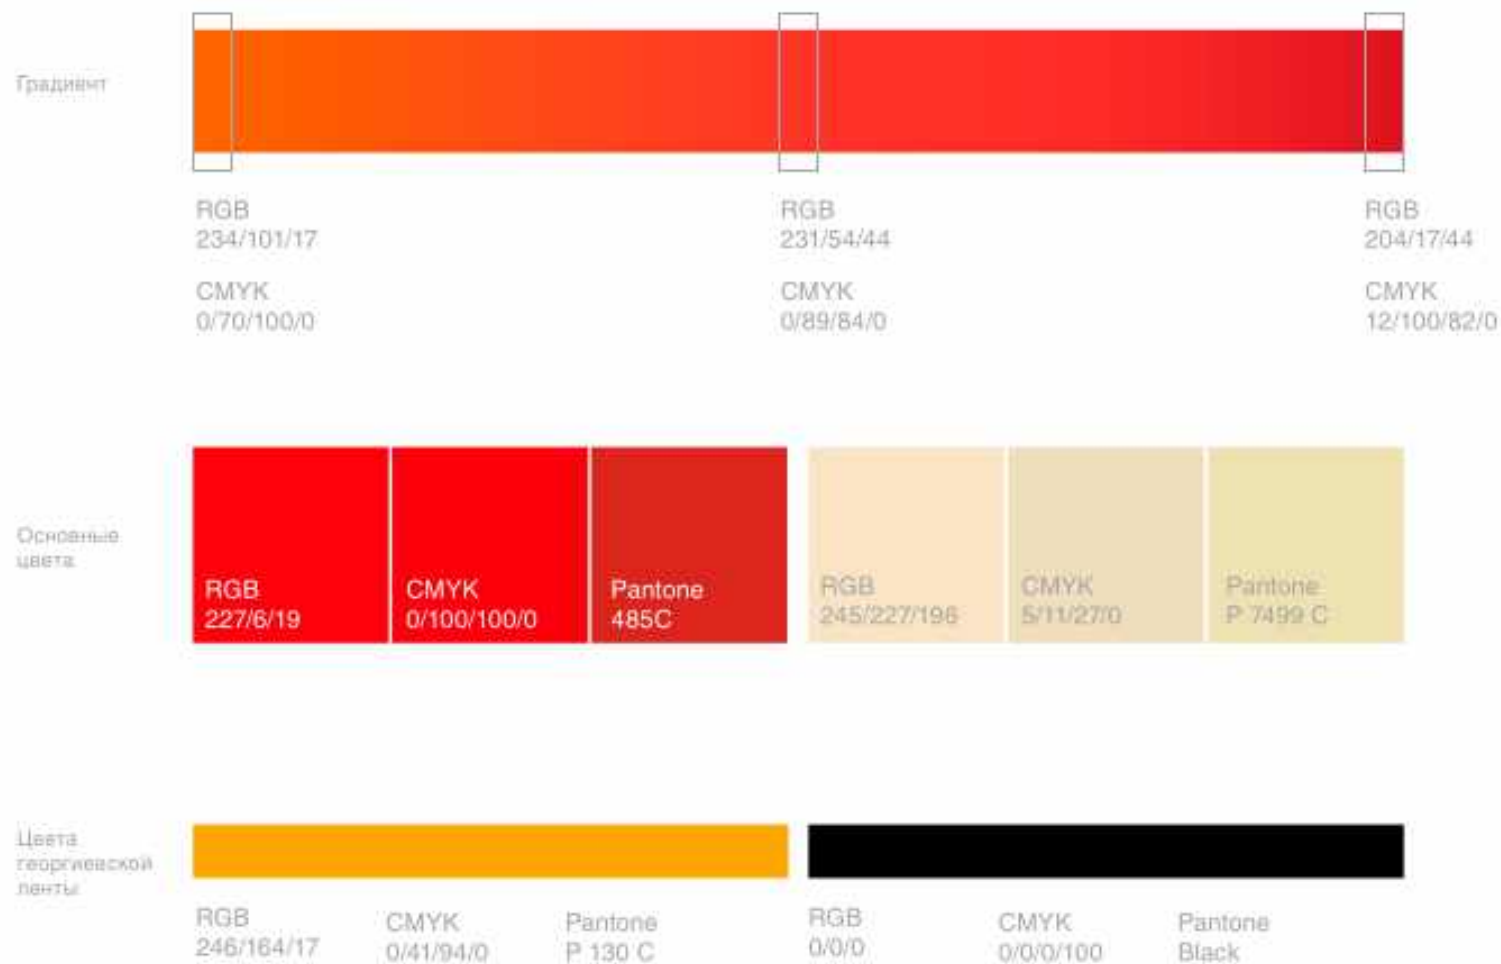 Градиент
RGB
234/101/17
CMYK
0/70/100/0
RGB
231/54/44
CMYK
0/89/84/0
RGB
204/17/44
CMYK
12/100/82/0
Основные
цвета
RGB
227/6/19
CMYK
0/100/100/0
Pantone
485C
RGB
245/227/196
CMYK
5/11/27/0
Pantone
P 7499 C
Цвета
георгиевской
ленты
RGB
246/164/17
CMYK
0/41/94/0
Pantone
P 130 C
RGB
0/0/0
CMYK
0/0/0/100
Pantone
Black